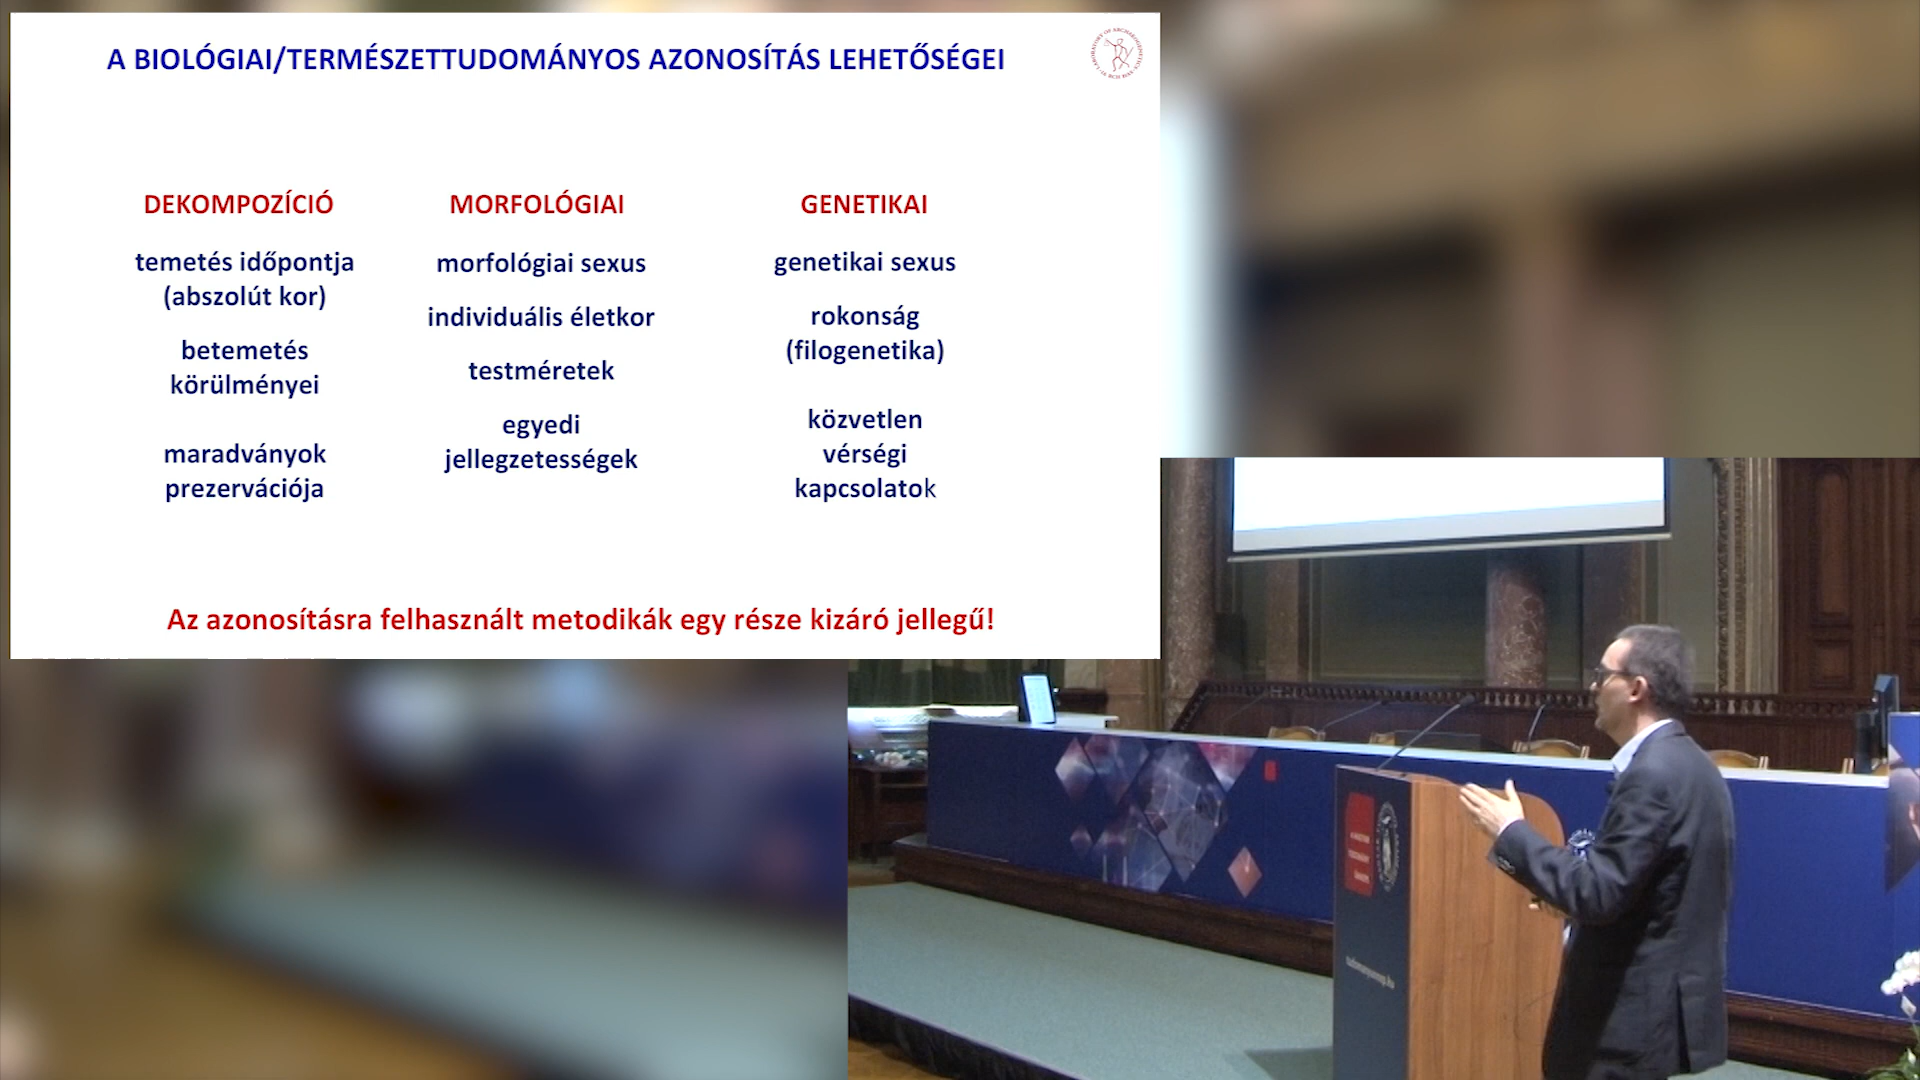 A BIOLÓGIAI/TERMÉSZETTUDOMÁNYOS AZONOSÍTÁS LEHETŐSÉGEI
DEKOMPOZÍCIÓ
temetés időpontja
(abszolút kor)
betemetés
körülményei
maradványok
prezervációja
MORFOLÓGIAI
morfológiai sexus
individuális életkor
testméretek
egyedi
jellegzetességek
GENETIKAI
genetikai sexus
rokonság
(filogenetika)
közvetlen
vérségi
kapcsolatok
Az azonosításra felhasznált metodikák egy része kizáró jellegű!